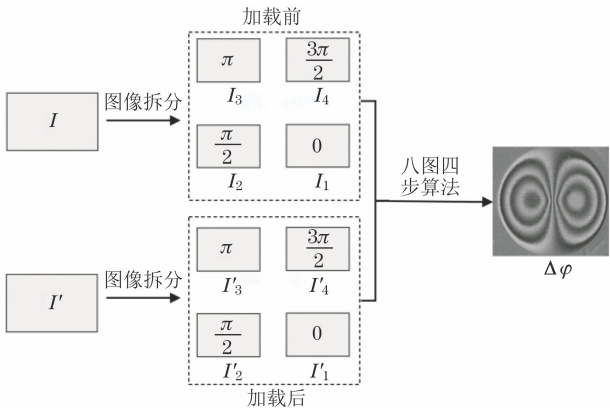 加载前
π
3π/2
I₃
I₄
I
图像拆分
π/2
0
I₂
I₁
八图四
步算法
Δφ
π
3π/2
I'₃
I'₄
I'
图像拆分
π/2
0
I'₂
I'₁
加载后